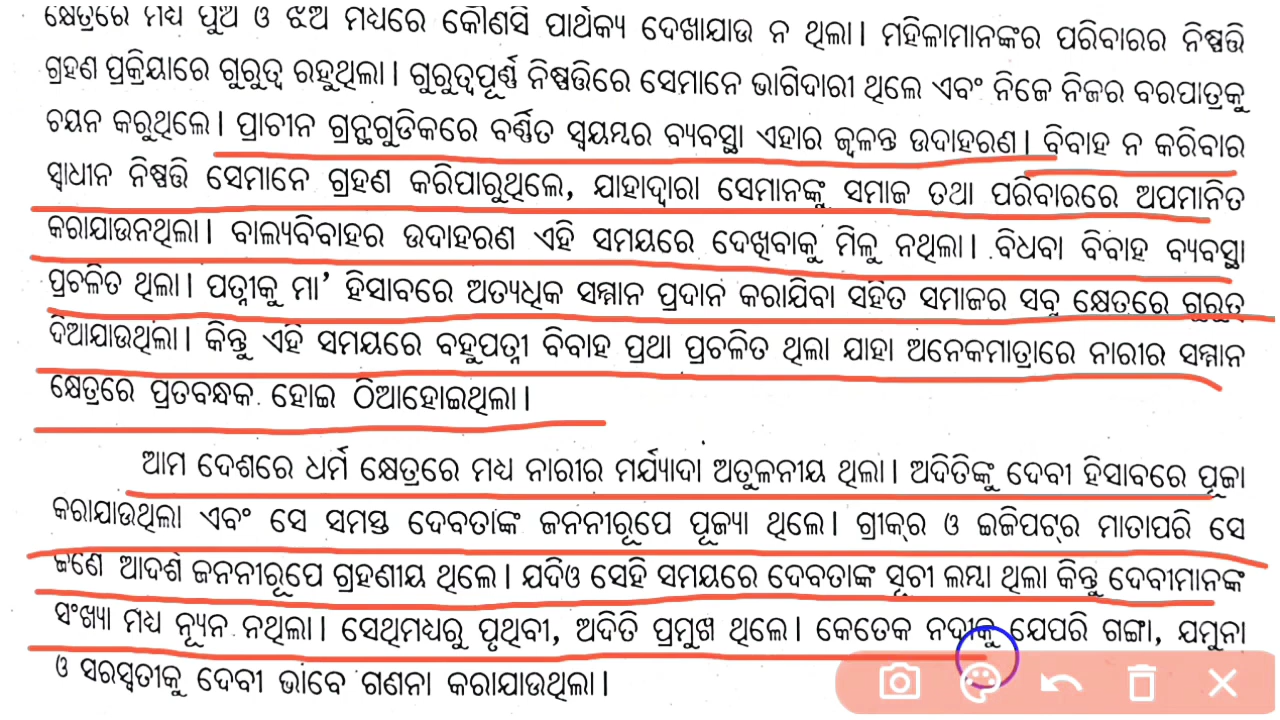 କ୍ଷେତ୍ରରେ ମଧ୍ୟ ପୁଅ ଓ ଝିଅ ମଧ୍ୟରେ କୌଣସି ପାର୍ଥକ୍ୟ ଦେଖାଯାଉ ନ ଥିଲା। ମହିଳାମାନଙ୍କର ପରିବାରର ନିଷ୍ପତ୍ତି
ଗ୍ରହଣ ପ୍ରକ୍ରିୟାରେ ଗୁରୁତ୍ୱ ରହୁଥିଲା। ଗୁରୁତ୍ୱପୂର୍ଣ୍ଣ ନିଷ୍ପତ୍ତିରେ ସେମାନେ ଭାଗିଦାରୀ ଥିଲେ ଏବଂ ନିଜେ ନିଜର ବରପାତ୍ରକୁ
ଚୟନ କରୁଥିଲେ। ପ୍ରାଚୀନ ଗ୍ରନ୍ଥଗୁଡିକରେ ବର୍ଣ୍ଣିତ ସ୍ୱୟମ୍ବର ବ୍ୟବସ୍ଥା ଏହାର ଜ୍ୱଳନ୍ତ ଉଦାହରଣ। ବିବାହ ନ କରିବାର
ସ୍ୱାଧୀନ ନିଷ୍ପତ୍ତି ସେମାନେ ଗ୍ରହଣ କରିପାରୁଥିଲେ, ଯାହାଦ୍ୱାରା ସେମାନଙ୍କୁ ସମାଜ ତଥା ପରିବାରରେ ଅପମାନିତ
କରାଯାଉନଥିଲା। ବାଲ୍ୟବିବାହର ଉଦାହରଣ ଏହି ସମୟରେ ଦେଖିବାକୁ ମିଳୁ ନଥିଲା। ବିଧବା ବିବାହ ବ୍ୟବସ୍ଥା
ପ୍ରଚଳିତ ଥିଲା। ପତ୍ନୀକୁ ମା’ ହିସାବରେ ଅତ୍ୟଧିକ ସମ୍ମାନ ପ୍ରଦାନ କରାଯିବା ସହିତ ସମାଜର ସବୁ କ୍ଷେତ୍ରରେ ଗୁରୁତ୍ୱ
ଦିଆଯାଉଥିଲା। କିନ୍ତୁ ଏହି ସମୟରେ ବହୁପତ୍ନୀ ବିବାହ ପ୍ରଥା ପ୍ରଚଳିତ ଥିଲା ଯାହା ଅନେକମାତ୍ରାରେ ନାରୀର ସମ୍ମାନ
କ୍ଷେତ୍ରରେ ପ୍ରତବନ୍ଧକ ହୋଇ ଠିଆହୋଇଥିଲା।
ଆମ ଦେଶରେ ଧର୍ମ କ୍ଷେତ୍ରରେ ମଧ୍ୟ ନାରୀର ମର୍ଯ୍ୟାଦା ଅତୁଳନୀୟ ଥିଲା। ଅଦିତିଙ୍କୁ ଦେବୀ ହିସାବରେ ପୂଜା
କରାଯାଉଥିଲା ଏବଂ ସେ ସମସ୍ତ ଦେବତାଙ୍କ ଜନନୀରୂପେ ପୂଜ୍ୟା ଥିଲେ। ଗ୍ରୀକ୍‌ର ଓ ଇଜିପଟ୍‌ର ମାତାପରି ସେ
ଜଣେ ଆଦର୍ଶ ଜନନୀରୂପେ ଗ୍ରହଣୀୟ ଥିଲେ। ଯଦିଓ ସେହି ସମୟରେ ଦେବତାଙ୍କ ସୂଚୀ ଲମ୍ବା ଥିଲା କିନ୍ତୁ ଦେବୀମାନଙ୍କ
ସଂଖ୍ୟା ମଧ୍ୟ ନ୍ୟୂନ ନଥିଲା। ସେଥିମଧ୍ୟରୁ ପୃଥିବୀ, ଅଦିତି ପ୍ରମୁଖ ଥିଲେ। କେତେକ ନଦୀକୁ ଯେପରି ଗଙ୍ଗା, ଯମୁନା
ଓ ସରସ୍ୱତୀକୁ ଦେବୀ ଭାବେ ଗଣନା କରାଯାଉଥିଲା।